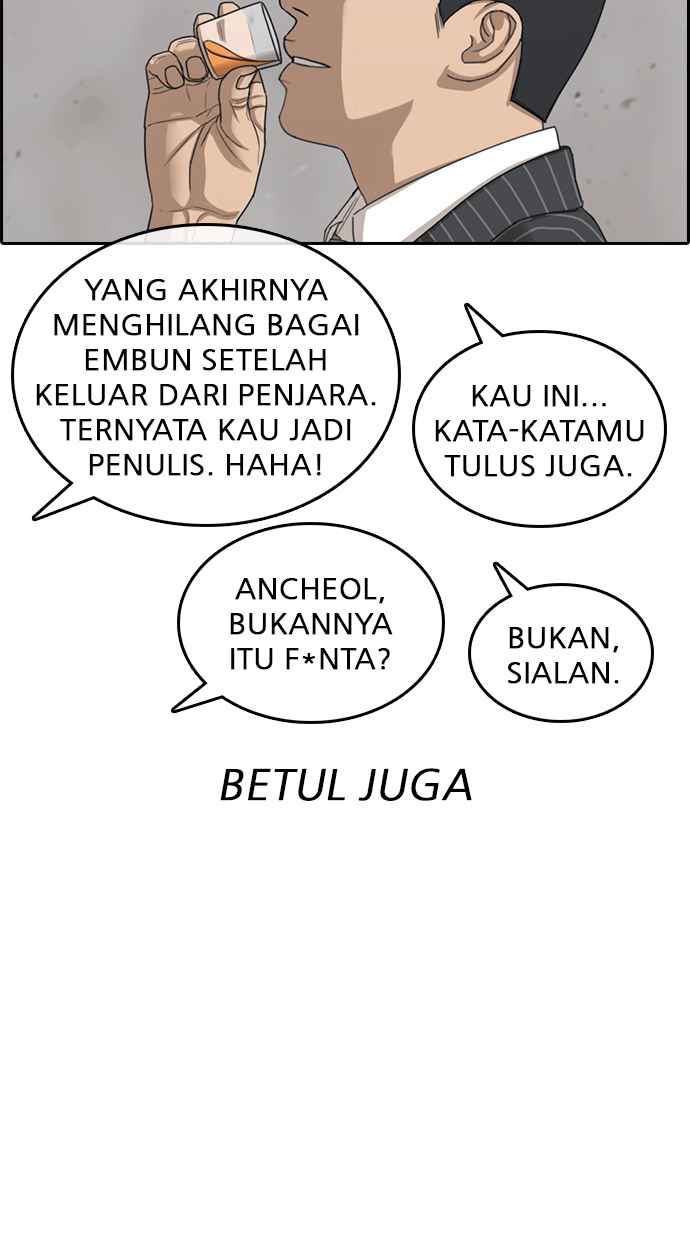 YANG AKHIRNYA
MENGHILANG BAGAI
EMBUN SETELAH
KELUAR DARI PENJARA.
TERNYATA KAU JADI
PENULIS. HAHA!
KAU INI...
KATA-KATAMU
TULUS JUGA.
ANCHEOL,
BUKANNYA
ITU F*NTA?
BUKAN,
SIALAN.
BETUL JUGA